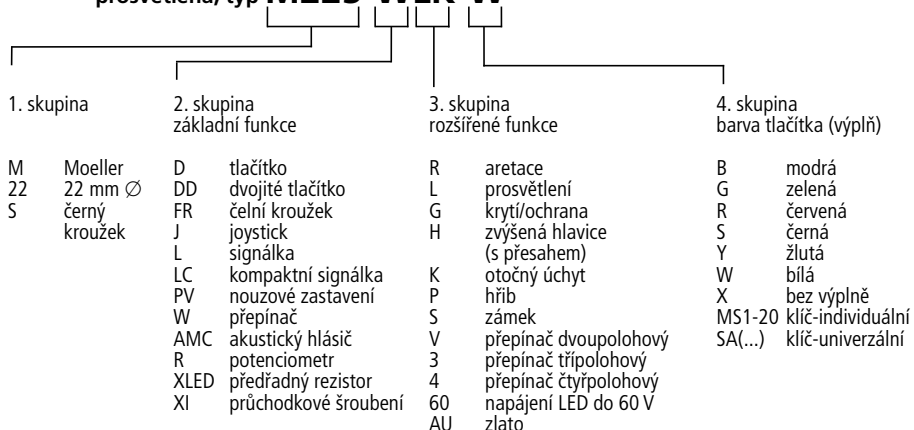 prosvětlená, typ
1. skupina
M Moeller
22 22 mm ∅
S černý
kroužek
2. skupina
základní funkce
D tlačítko
DD dvojité tlačítko
FR čelní kroužek
J joystick
L signálka
LC kompaktní signálka
PV nouzové zastavení
W přepínač
AMC akustický hlásič
R potenciometr
XLED předřadný rezistor
XI průchodkové šroubení
3. skupina
rozšířené funkce
R aretace
L prosvětlení
G krytí/ochrana
H zvýšená hlavice
(s přesahem)
K otočný úchyt
P hřib
S zámek
V přepínač dvoupolohový
3 přepínač třípolohový
4 přepínač čtyřpolohový
60 napájení LED do 60 V
AU zlato
4. skupina
barva tlačítka (výplň)
B modrá
G zelená
R červená
S černá
Y žlutá
W bílá
X bez výplně
MS1-20 klíč-individuální
SA(...) klíč-univerzální